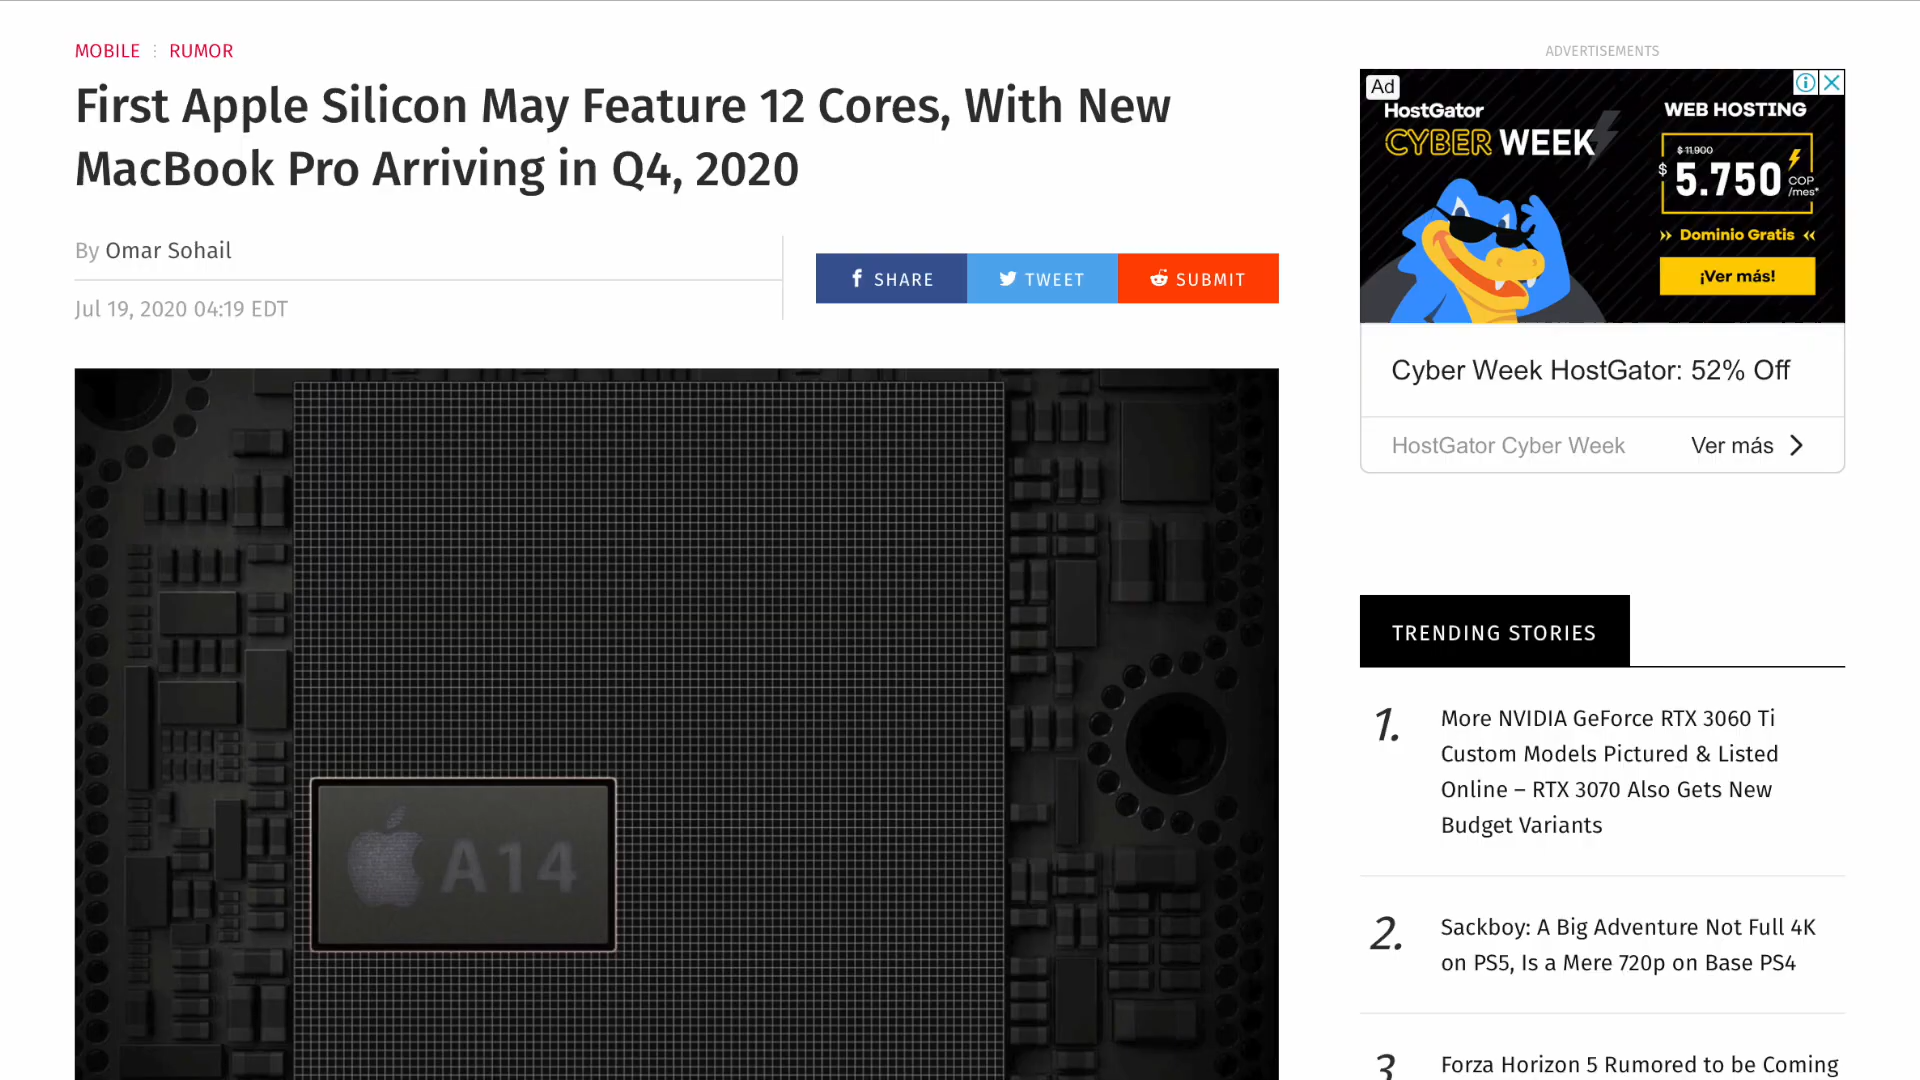 MOBILE ⋮ RUMOR
First Apple Silicon May Feature 12 Cores, With New
MacBook Pro Arriving in Q4, 2020
By Omar Sohail
Jul 19, 2020 04:19 EDT
SHARE
TWEET
SUBMIT
A14
ADVERTISEMENTS
Ad
HostGator
CYBER WEEK
WEB HOSTING
$ 11.900
$ 5.750 COP /mes*
›› Dominio Gratis ‹‹
¡Ver más!
Cyber Week HostGator: 52% Off
HostGator Cyber Week
Ver más
TRENDING STORIES
1. More NVIDIA GeForce RTX 3060 Ti
Custom Models Pictured & Listed
Online – RTX 3070 Also Gets New
Budget Variants
2. Sackboy: A Big Adventure Not Full 4K
on PS5, Is a Mere 720p on Base PS4
3 Forza Horizon 5 Rumored to be Coming